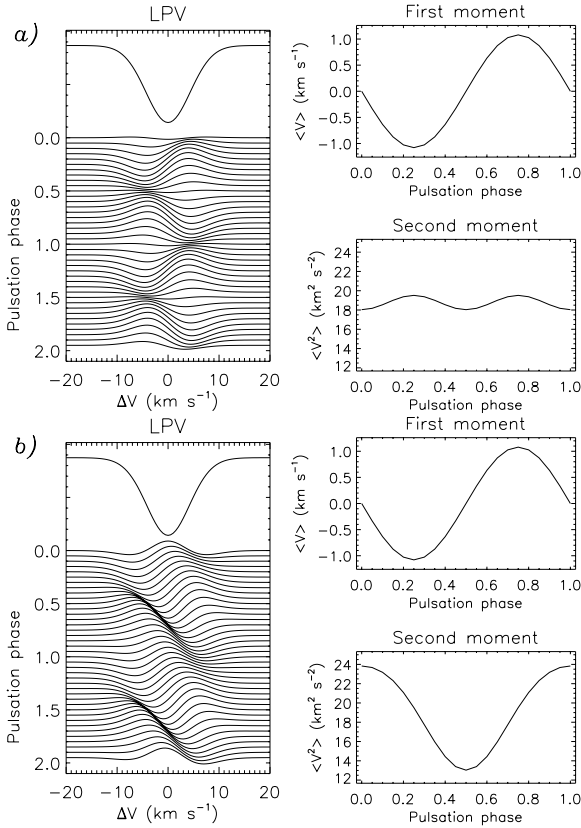 a)
LPV
Pulsation phase
0.0
0.5
1.0
1.5
2.0
−20 −10 0 10 20
ΔV (km s⁻¹)
First moment
<V> (km s⁻¹)
1.0
0.5
0.0
−0.5
−1.0
0.0 0.2 0.4 0.6 0.8 1.0
Pulsation phase
Second moment
<V²> (km² s⁻²)
24
22
20
18
16
14
12
0.0 0.2 0.4 0.6 0.8 1.0
Pulsation phase
b)
LPV
Pulsation phase
0.0
0.5
1.0
1.5
2.0
−20 −10 0 10 20
ΔV (km s⁻¹)
First moment
<V> (km s⁻¹)
1.0
0.5
0.0
−0.5
−1.0
0.0 0.2 0.4 0.6 0.8 1.0
Pulsation phase
Second moment
<V²> (km² s⁻²)
24
22
20
18
16
14
12
0.0 0.2 0.4 0.6 0.8 1.0
Pulsation phase